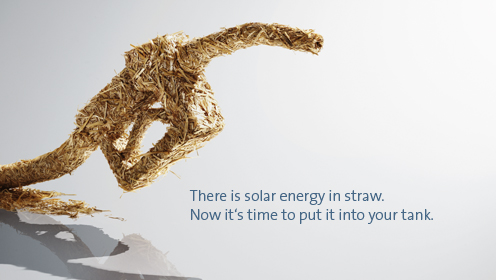 There is solar energy in straw.
Now it‘s time to put it into your tank.